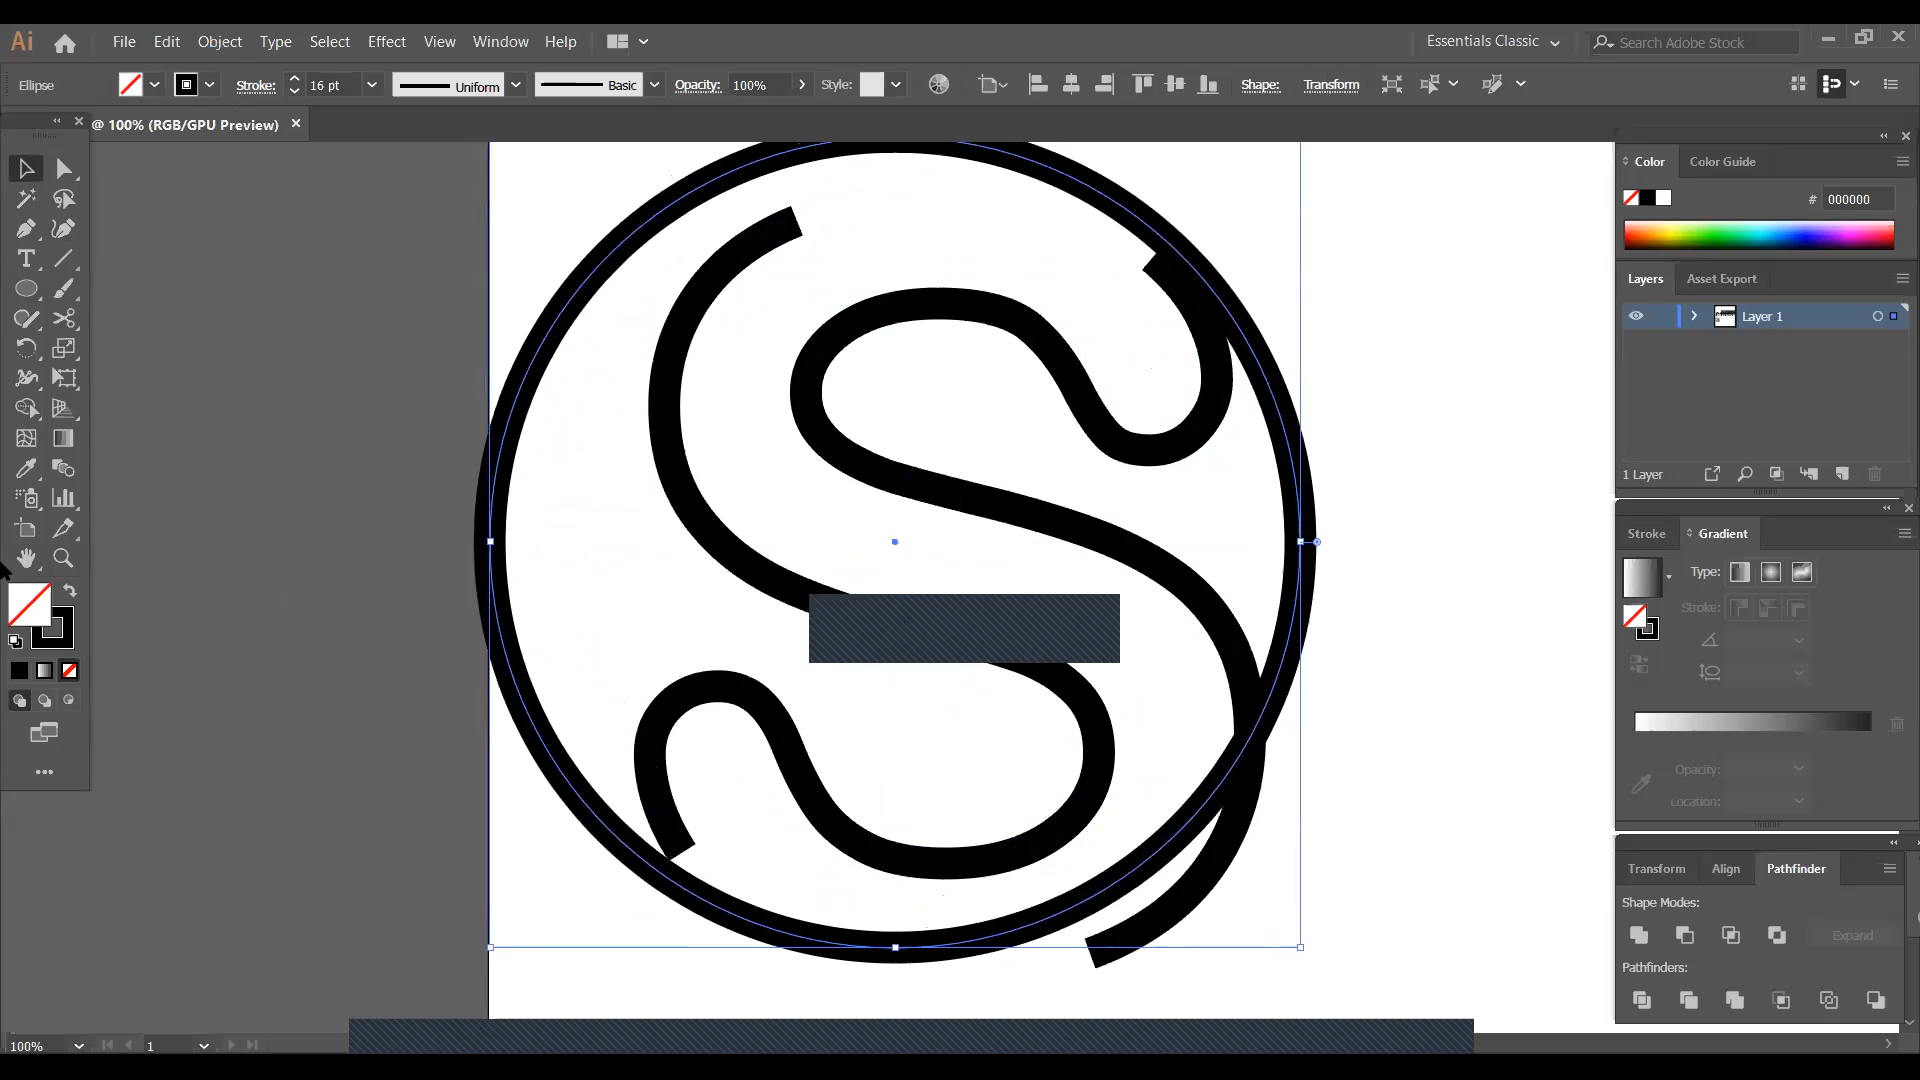 Ai File Edit Object Type Select Effect View Window Help Essentials Classic Search Adobe Stock
Ellipse Stroke: 16 pt Uniform Basic Opacity: 100% Style: Shape: Transform
@ 100% (RGB/GPU Preview)
Color Color Guide
# 000000
Layers Asset Export
Layer 1
1 Layer
Stroke Gradient
Type:
Stroke:
Opacity:
Location:
Transform Align Pathfinder
Shape Modes:
Expand
Pathfinders:
100% 1